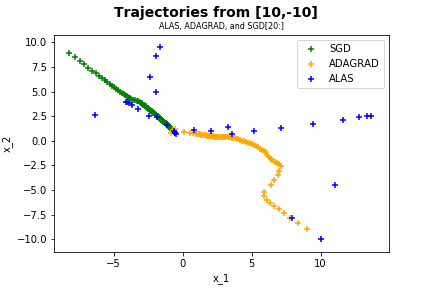 Trajectories from [10,-10]
ALAS, ADAGRAD, and SGD[20:]
SGD
ADAGRAD
ALAS
10.0
7.5
5.0
2.5
0.0
−2.5
−5.0
−7.5
−10.0
x_2
−5
0
5
10
x_1